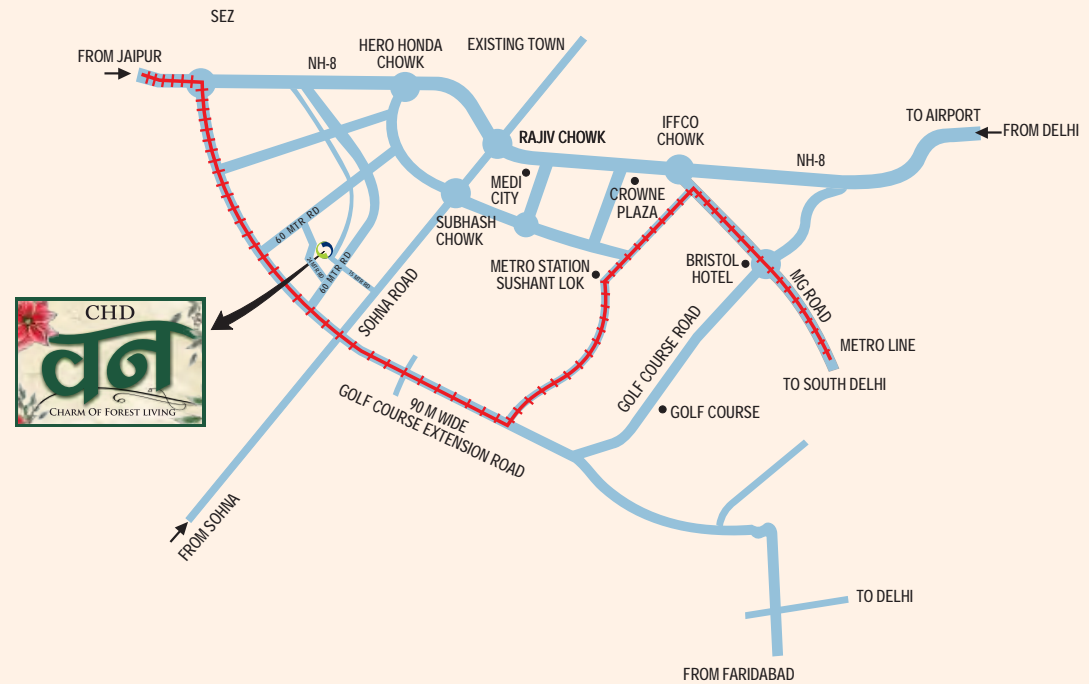 SEZ
FROM JAIPUR
NH-8
HERO HONDA
CHOWK
EXISTING TOWN
RAJIV CHOWK
IFFCO
CHOWK
TO AIRPORT
FROM DELHI
NH-8
MEDI
CITY
CROWNE
PLAZA
SUBHASH
CHOWK
60 MTR RD
60 MTR RD
METRO STATION
SUSHANT LOK
BRISTOL
HOTEL
MG ROAD
SOHNA ROAD
CHD
वन
CHARM OF FOREST LIVING
METRO LINE
TO SOUTH DELHI
GOLF COURSE ROAD
GOLF COURSE
90 M WIDE
GOLF COURSE EXTENSION ROAD
FROM SOHNA
TO DELHI
FROM FARIDABAD